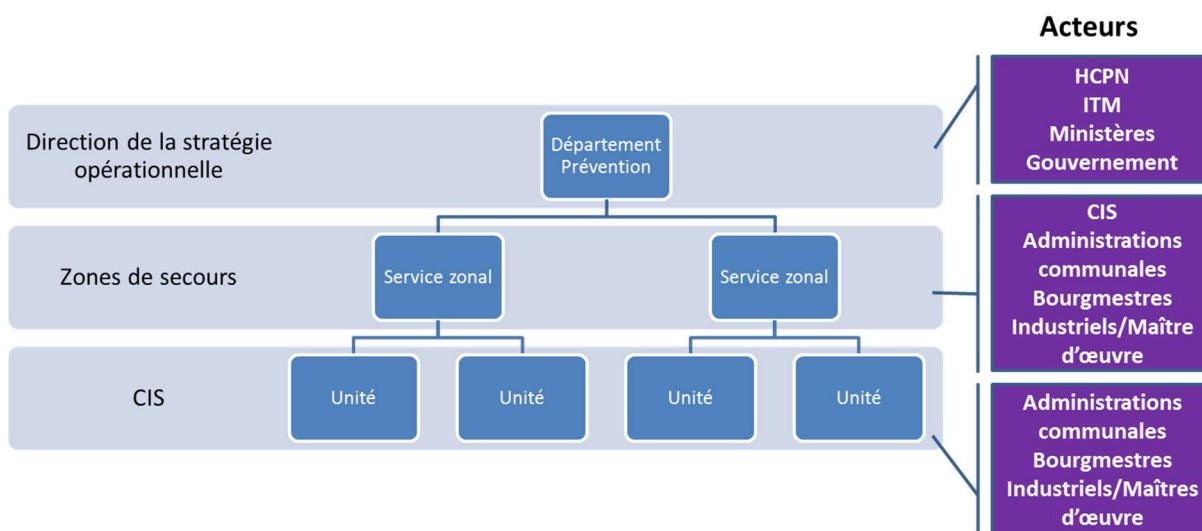 Acteurs
HCPN
ITM
Ministères
Gouvernement
Direction de la stratégie
opérationnelle
Département
Prévention
CIS
Administrations
communales
Bourgmestres
Industriels/Maître
d'œuvre
Zones de secours
Service zonal
Service zonal
CIS
Unité
Unité
Unité
Unité
Administrations
communales
Bourgmestres
Industriels/Maîtres
d'œuvre